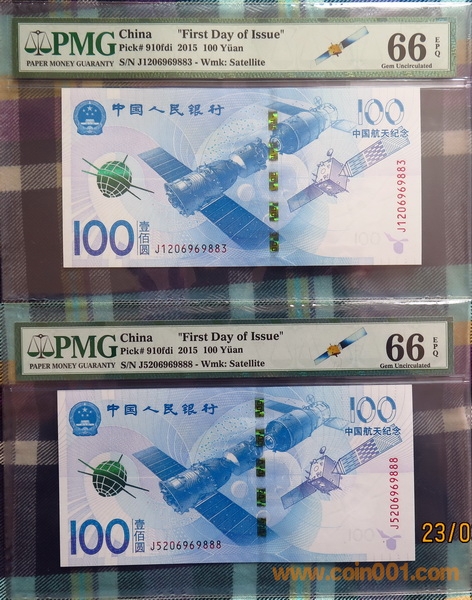 PMG
PAPER MONEY GUARANTY
China "First Day of Issue"
Pick# 910fdi 2015 100 Yüan
S/N J1206969883 - Wmk: Satellite
66 EPQ
Gem Uncirculated
中国人民银行
100
中国航天纪念
J1206969883
100 壹佰圆 J1206969883
100
PMG
PAPER MONEY GUARANTY
China "First Day of Issue"
Pick# 910fdi 2015 100 Yüan
S/N J5206969888 - Wmk: Satellite
66 EPQ
Gem Uncirculated
中国人民银行
100
中国航天纪念
J5206969888
100 壹佰圆 J5206969888
100
23/0
www.coin001.com